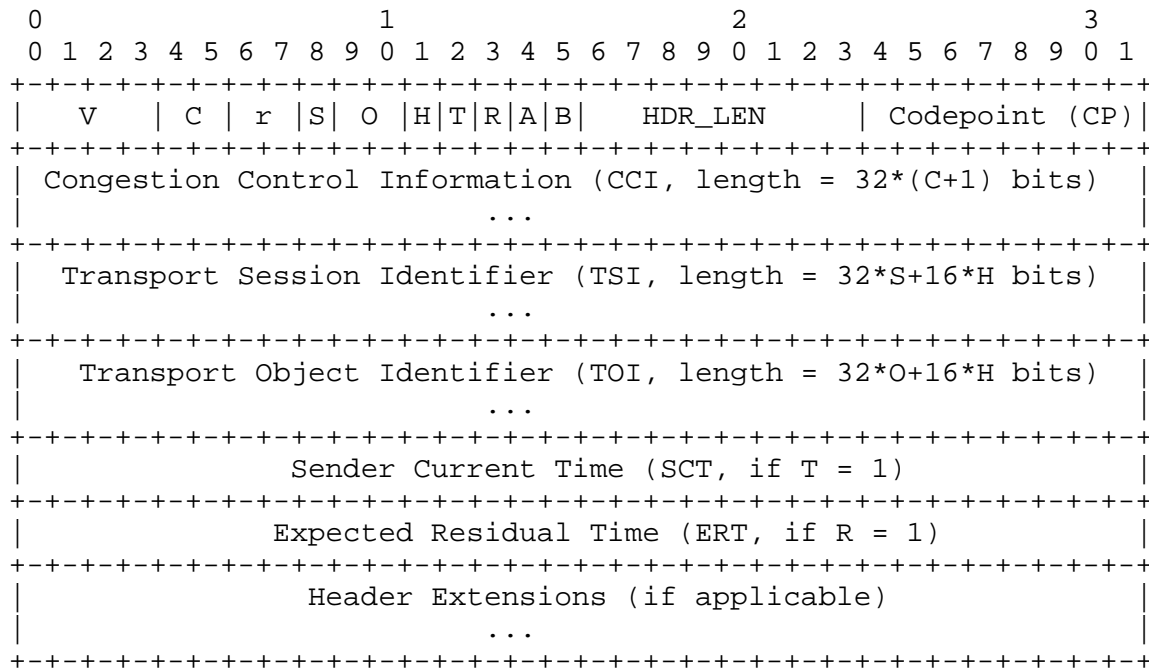 0                   1                   2                   3
 0 1 2 3 4 5 6 7 8 9 0 1 2 3 4 5 6 7 8 9 0 1 2 3 4 5 6 7 8 9 0 1
+-+-+-+-+-+-+-+-+-+-+-+-+-+-+-+-+-+-+-+-+-+-+-+-+-+-+-+-+-+-+-+-+
|   V   | C | r |S| O |H|T|R|A|B|   HDR_LEN     | Codepoint (CP)|
+-+-+-+-+-+-+-+-+-+-+-+-+-+-+-+-+-+-+-+-+-+-+-+-+-+-+-+-+-+-+-+-+
| Congestion Control Information (CCI, length = 32*(C+1) bits)  |
|                          ...                                  |
+-+-+-+-+-+-+-+-+-+-+-+-+-+-+-+-+-+-+-+-+-+-+-+-+-+-+-+-+-+-+-+-+
|  Transport Session Identifier (TSI, length = 32*S+16*H bits)  |
|                          ...                                  |
+-+-+-+-+-+-+-+-+-+-+-+-+-+-+-+-+-+-+-+-+-+-+-+-+-+-+-+-+-+-+-+-+
|   Transport Object Identifier (TOI, length = 32*O+16*H bits)  |
|                          ...                                  |
+-+-+-+-+-+-+-+-+-+-+-+-+-+-+-+-+-+-+-+-+-+-+-+-+-+-+-+-+-+-+-+-+
|               Sender Current Time (SCT, if T = 1)             |
+-+-+-+-+-+-+-+-+-+-+-+-+-+-+-+-+-+-+-+-+-+-+-+-+-+-+-+-+-+-+-+-+
|              Expected Residual Time (ERT, if R = 1)           |
+-+-+-+-+-+-+-+-+-+-+-+-+-+-+-+-+-+-+-+-+-+-+-+-+-+-+-+-+-+-+-+-+
|                Header Extensions (if applicable)              |
|                          ...                                  |
+-+-+-+-+-+-+-+-+-+-+-+-+-+-+-+-+-+-+-+-+-+-+-+-+-+-+-+-+-+-+-+-+